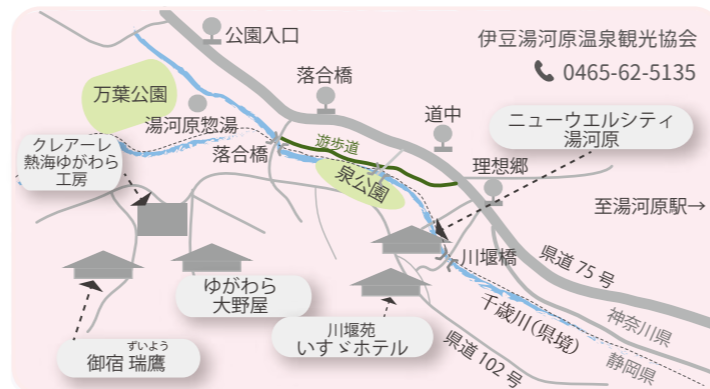 公園入口
伊豆湯河原温泉観光協会
0465-62-5135
落合橋
万葉公園
湯河原惣湯
道中
ニューウエルシティ
湯河原
クレアーレ
熱海ゆがわら
工房
落合橋
遊歩道
泉公園
理想郷
至湯河原駅→
川堰橋
県道 75 号
ゆがわら
大野屋
千歳川（県境）
神奈川県
静岡県
川堰苑
いすゞホテル
県道 102 号
ずいよう
御宿 瑞鷹